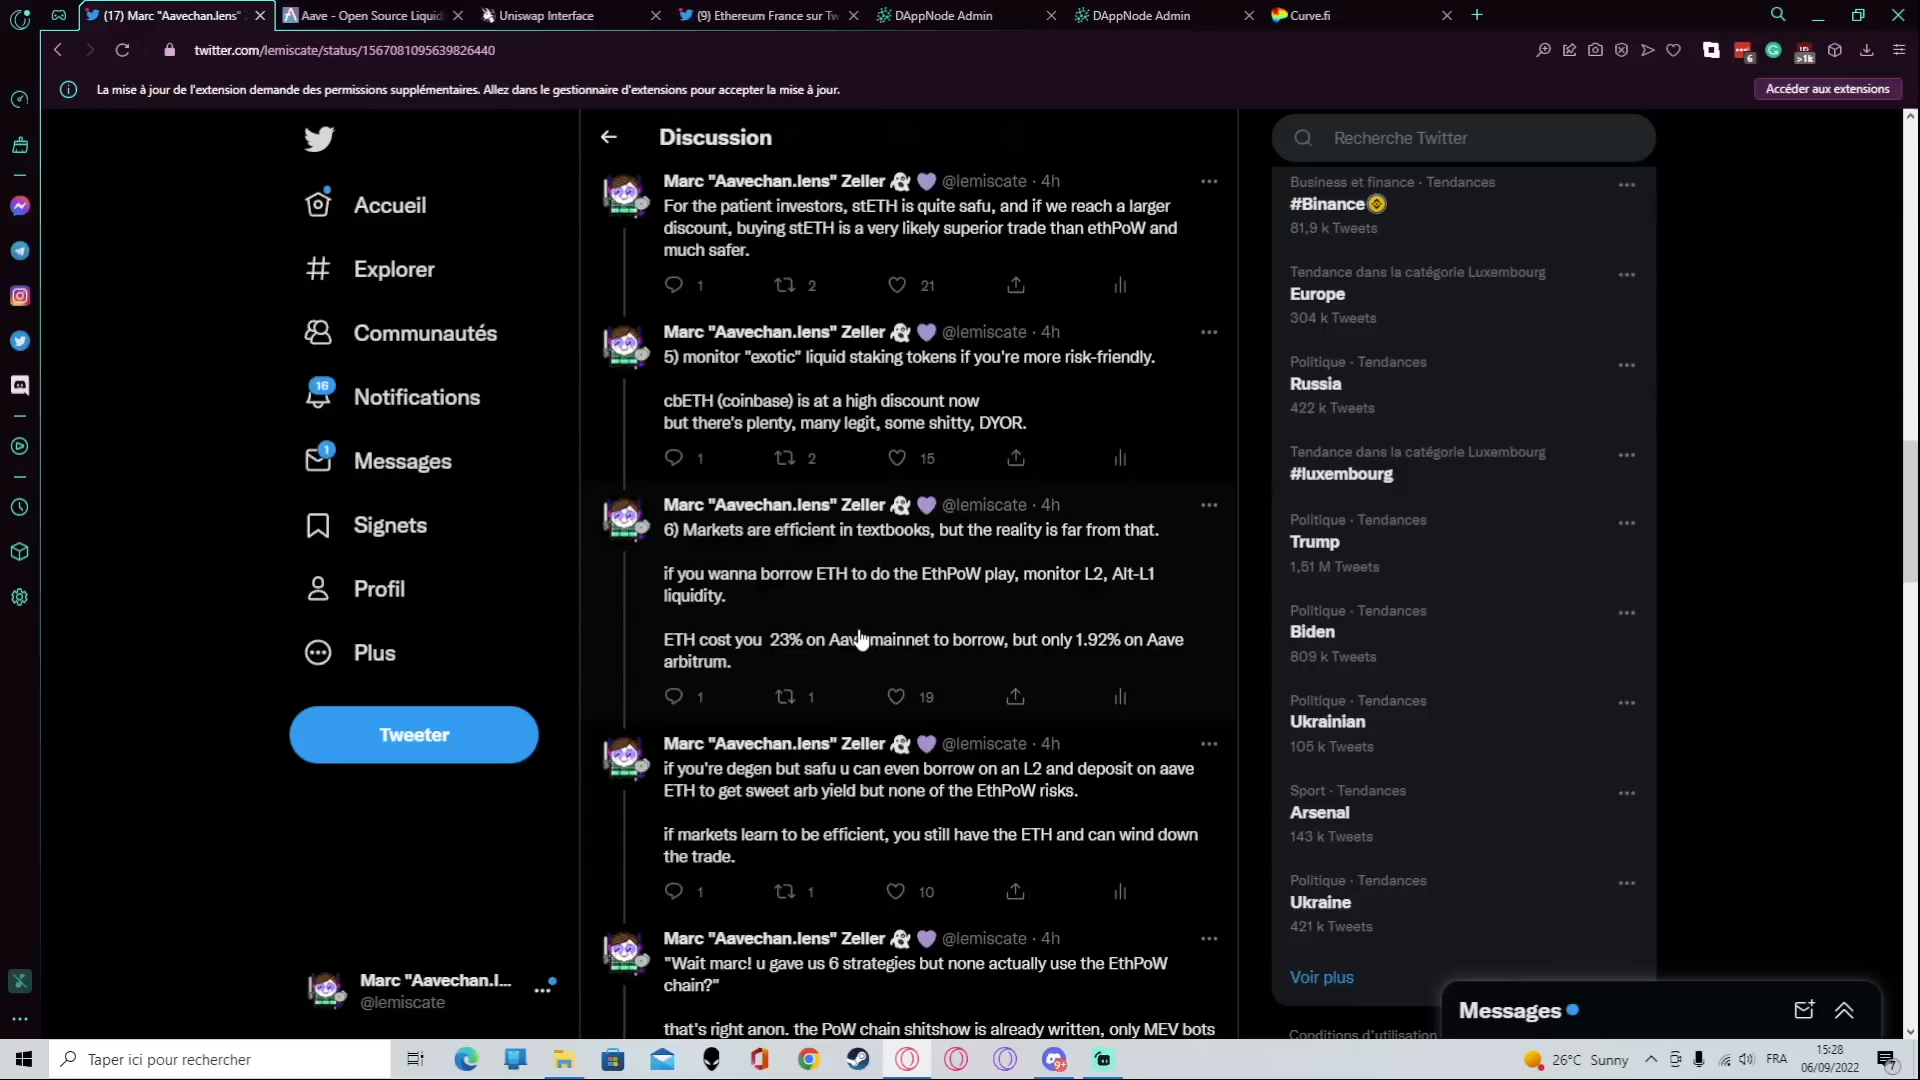 (17) Marc "Aavechan.lens"
Aave - Open Source Liquid
Uniswap Interface
(9) Ethereum France sur Tw
DAppNode Admin
DAppNode Admin
Curve.fi
twitter.com/lemiscate/status/1567081095639826440
6
>1k
La mise à jour de l'extension demande des permissions supplémentaires. Allez dans le gestionnaire d'extensions pour accepter la mise à jour.
Accéder aux extensions
Accueil
Explorer
Communautés
16
Notifications
1
Messages
Signets
Profil
Plus
Tweeter
Marc "Aavechan.l...
@lemiscate
Discussion
Marc "Aavechan.lens" Zeller 👻 💜 @lemiscate · 4h
For the patient investors, stETH is quite safu, and if we reach a larger
discount, buying stETH is a very likely superior trade than ethPoW and
much safer.
1 2 21
Marc "Aavechan.lens" Zeller 👻 💜 @lemiscate · 4h
5) monitor "exotic" liquid staking tokens if you're more risk-friendly.
cbETH (coinbase) is at a high discount now
but there's plenty, many legit, some shitty, DYOR.
1 2 15
Marc "Aavechan.lens" Zeller 👻 💜 @lemiscate · 4h
6) Markets are efficient in textbooks, but the reality is far from that.
if you wanna borrow ETH to do the EthPoW play, monitor L2, Alt-L1
liquidity.
ETH cost you 23% on Aave mainnet to borrow, but only 1.92% on Aave
arbitrum.
1 1 19
Marc "Aavechan.lens" Zeller 👻 💜 @lemiscate · 4h
if you're degen but safu u can even borrow on an L2 and deposit on aave
ETH to get sweet arb yield but none of the EthPoW risks.
if markets learn to be efficient, you still have the ETH and can wind down
the trade.
1 1 10
Marc "Aavechan.lens" Zeller 👻 💜 @lemiscate · 4h
"Wait marc! u gave us 6 strategies but none actually use the EthPoW
chain?"
that's right anon. the PoW chain shitshow is already written, only MEV bots
Recherche Twitter
Business et finance · Tendances
#Binance
81,9 k Tweets
Tendance dans la catégorie Luxembourg
Europe
304 k Tweets
Politique · Tendances
Russia
422 k Tweets
Tendance dans la catégorie Luxembourg
#luxembourg
Politique · Tendances
Trump
1,51 M Tweets
Politique · Tendances
Biden
809 k Tweets
Politique · Tendances
Ukrainian
105 k Tweets
Sport · Tendances
Arsenal
143 k Tweets
Politique · Tendances
Ukraine
421 k Tweets
Voir plus
Conditions d'utilisation
Messages
Taper ici pour rechercher
9+
26°C Sunny
FRA
15:28
06/09/2022
7